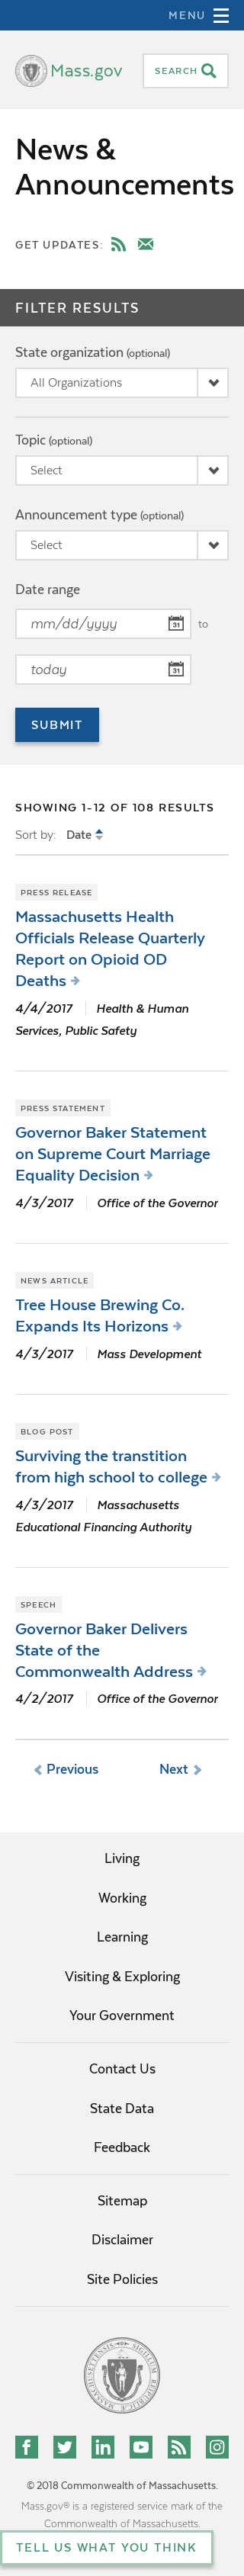 MENU
Mass.gov
SEARCH
News &
Announcements
GET UPDATES:
FILTER RESULTS
State organization (optional)
All Organizations
Topic (optional)
Select
Announcement type (optional)
Select
Date range
mm/dd/yyyy
31
to
today
31
SUBMIT
SHOWING 1-12 OF 108 RESULTS
Sort by: Date
PRESS RELEASE
Massachusetts Health
Officials Release Quarterly
Report on Opioid OD
Deaths
4/4/2017 Health & Human
Services, Public Safety
PRESS STATEMENT
Governor Baker Statement
on Supreme Court Marriage
Equality Decision
4/3/2017 Office of the Governor
NEWS ARTICLE
Tree House Brewing Co.
Expands Its Horizons
4/3/2017 Mass Development
BLOG POST
Surviving the transtition
from high school to college
4/3/2017 Massachusetts
Educational Financing Authority
SPEECH
Governor Baker Delivers
State of the
Commonwealth Address
4/2/2017 Office of the Governor
Previous Next
Living
Working
Learning
Visiting & Exploring
Your Government
Contact Us
State Data
Feedback
Sitemap
Disclaimer
Site Policies
© 2018 Commonwealth of Massachusetts.
Mass.gov® is a registered service mark of the
Commonwealth of Massachusetts.
TELL US WHAT YOU THINK